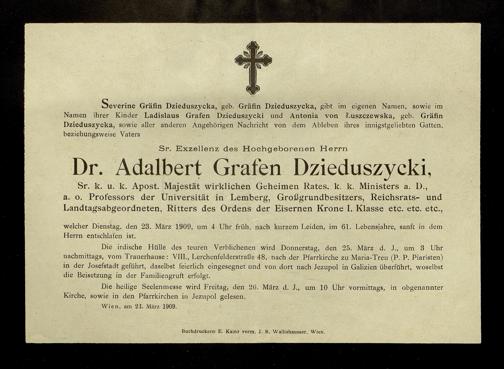 Severine Gräfin Dzieduszycka, geb. Gräfin Dzieduszycka, gibt im eigenen Namen, sowie im
Namen ihrer Kinder Ladislaus Grafen Dzieduszycki und Antonia von Łuszczewska, geb. Gräfin
Dzieduszycka, sowie aller anderen Angehörigen Nachricht von dem Ableben ihres innigstgeliebten Gatten,
beziehungsweise Vaters
Sr. Exzellenz des Hochgeborenen Herrn
Dr. Adalbert Grafen Dzieduszycki,
Sr. k. u. k. Apost. Majestät wirklichen Geheimen Rates, k. k. Ministers a. D.,
a. o. Professors der Universität in Lemberg, Großgrundbesitzers, Reichsrats- und
Landtagsabgeordneten, Ritters des Ordens der Eisernen Krone I. Klasse etc. etc. etc.,
welcher Dienstag, den 23. März 1909, um 4 Uhr früh, nach kurzem Leiden, im 61. Lebensjahre, sanft in dem
Herrn entschlafen ist.
Die irdische Hülle des teuren Verblichenen wird Donnerstag, den 25. März d. J., um 3 Uhr
nachmittags, vom Trauerhause: VIII., Lerchenfelderstraße 48, nach der Pfarrkirche zu Maria-Treu (P. P. Piaristen)
in der Josefstadt geführt, daselbst feierlich eingesegnet und von dort nach Jezupol in Galizien überführt, woselbst
die Beisetzung in der Familiengruft erfolgt.
Die heilige Seelenmesse wird Freitag, den 26. März d. J., um 10 Uhr vormittags, in obgenannter
Kirche, sowie in den Pfarrkirchen in Jezupol gelesen.
Wien, am 23. März 1909.
Buchdruckerei E. Kainz vorm. J. B. Wallishausser, Wien.